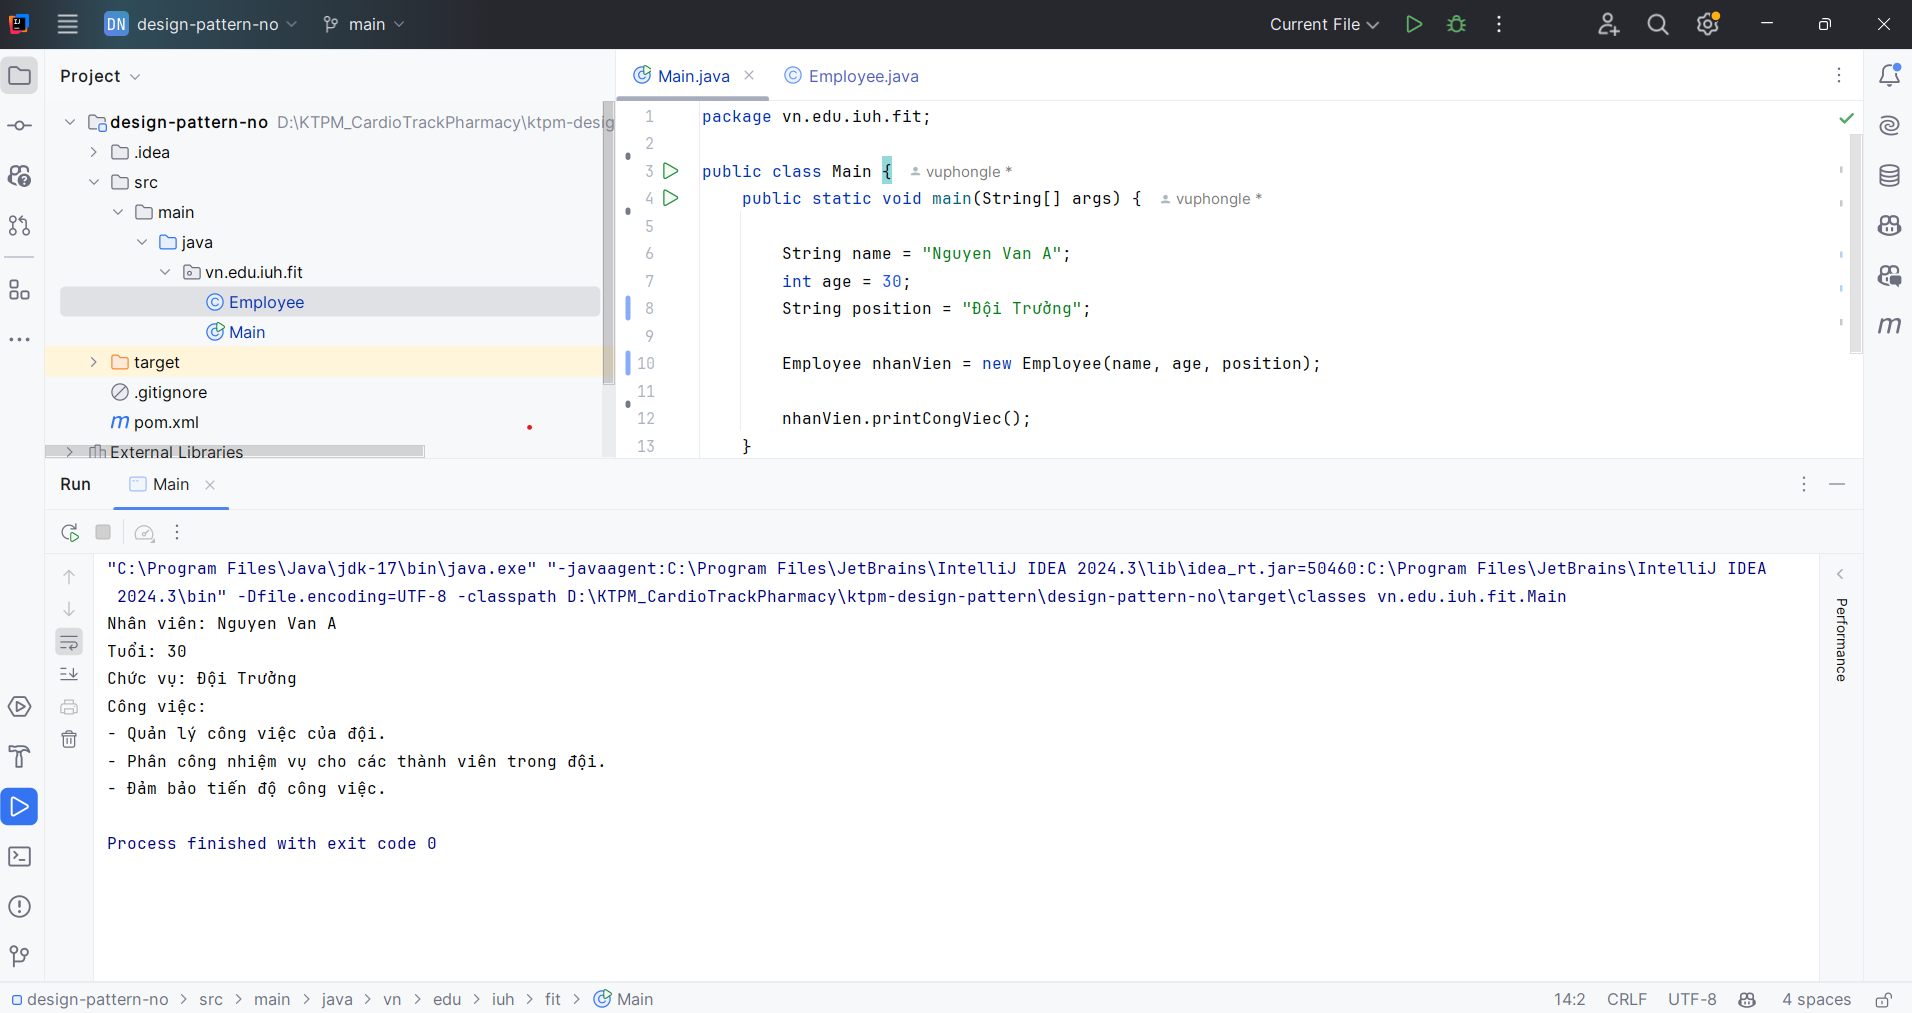 DN design-pattern-no main Current File
Project
design-pattern-no D:\KTPM_CardioTrackPharmacy\ktpm-desig
.idea
src
main
java
vn.edu.iuh.fit
Employee
Main
target
.gitignore
pom.xml
External Libraries
Main.java Employee.java
1 package vn.edu.iuh.fit;
2
3 public class Main { vuphongle *
4 public static void main(String[] args) { vuphongle *
5
6 String name = "Nguyen Van A";
7 int age = 30;
8 String position = "Đội Trưởng";
9
10 Employee nhanVien = new Employee(name, age, position);
11
12 nhanVien.printCongViec();
13 }
Run Main
"C:\Program Files\Java\jdk-17\bin\java.exe" "-javaagent:C:\Program Files\JetBrains\IntelliJ IDEA 2024.3\lib\idea_rt.jar=50460:C:\Program Files\JetBrains\IntelliJ IDEA
2024.3\bin" -Dfile.encoding=UTF-8 -classpath D:\KTPM_CardioTrackPharmacy\ktpm-design-pattern\design-pattern-no\target\classes vn.edu.iuh.fit.Main
Nhân viên: Nguyen Van A
Tuổi: 30
Chức vụ: Đội Trưởng
Công việc:
- Quản lý công việc của đội.
- Phân công nhiệm vụ cho các thành viên trong đội.
- Đảm bảo tiến độ công việc.
Process finished with exit code 0
Performance
design-pattern-no > src > main > java > vn > edu > iuh > fit > Main 14:2 CRLF UTF-8 4 spaces